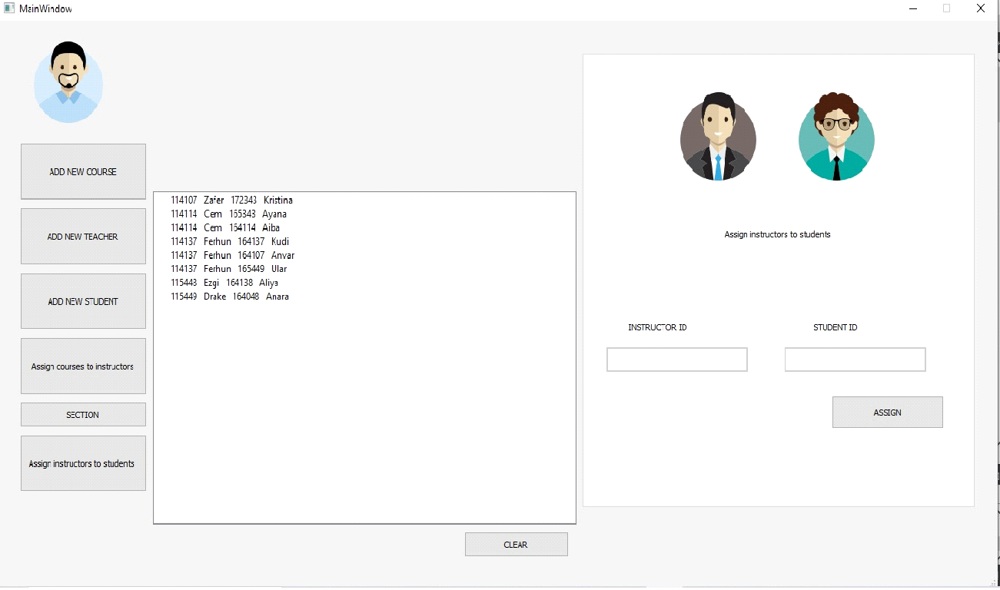 MainWindow
ADD NEW COURSE
ADD NEW TEACHER
ADD NEW STUDENT
Assign courses to instructors
SECTION
Assign instructors to students
114107 Zafer 172343 Kristina
114114 Cem 165343 Ayana
114114 Cem 164114 Aiba
114137 Ferhun 164137 Kudi
114137 Ferhun 164107 Anvar
114137 Ferhun 165449 Ular
115448 Ezgi 164138 Aliya
115449 Drake 164048 Anara
CLEAR
Assign instructors to students
INSTRUCTOR ID STUDENT ID
ASSIGN